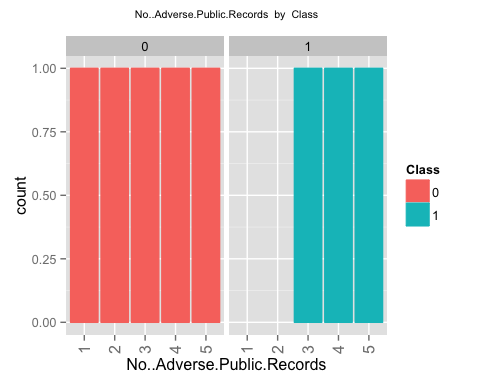 No..Adverse.Public.Records by Class
0 1
1.00
0.75
0.50
0.25
0.00
count
1 2 3 4 5 1 2 3 4 5
No..Adverse.Public.Records
Class
0
1